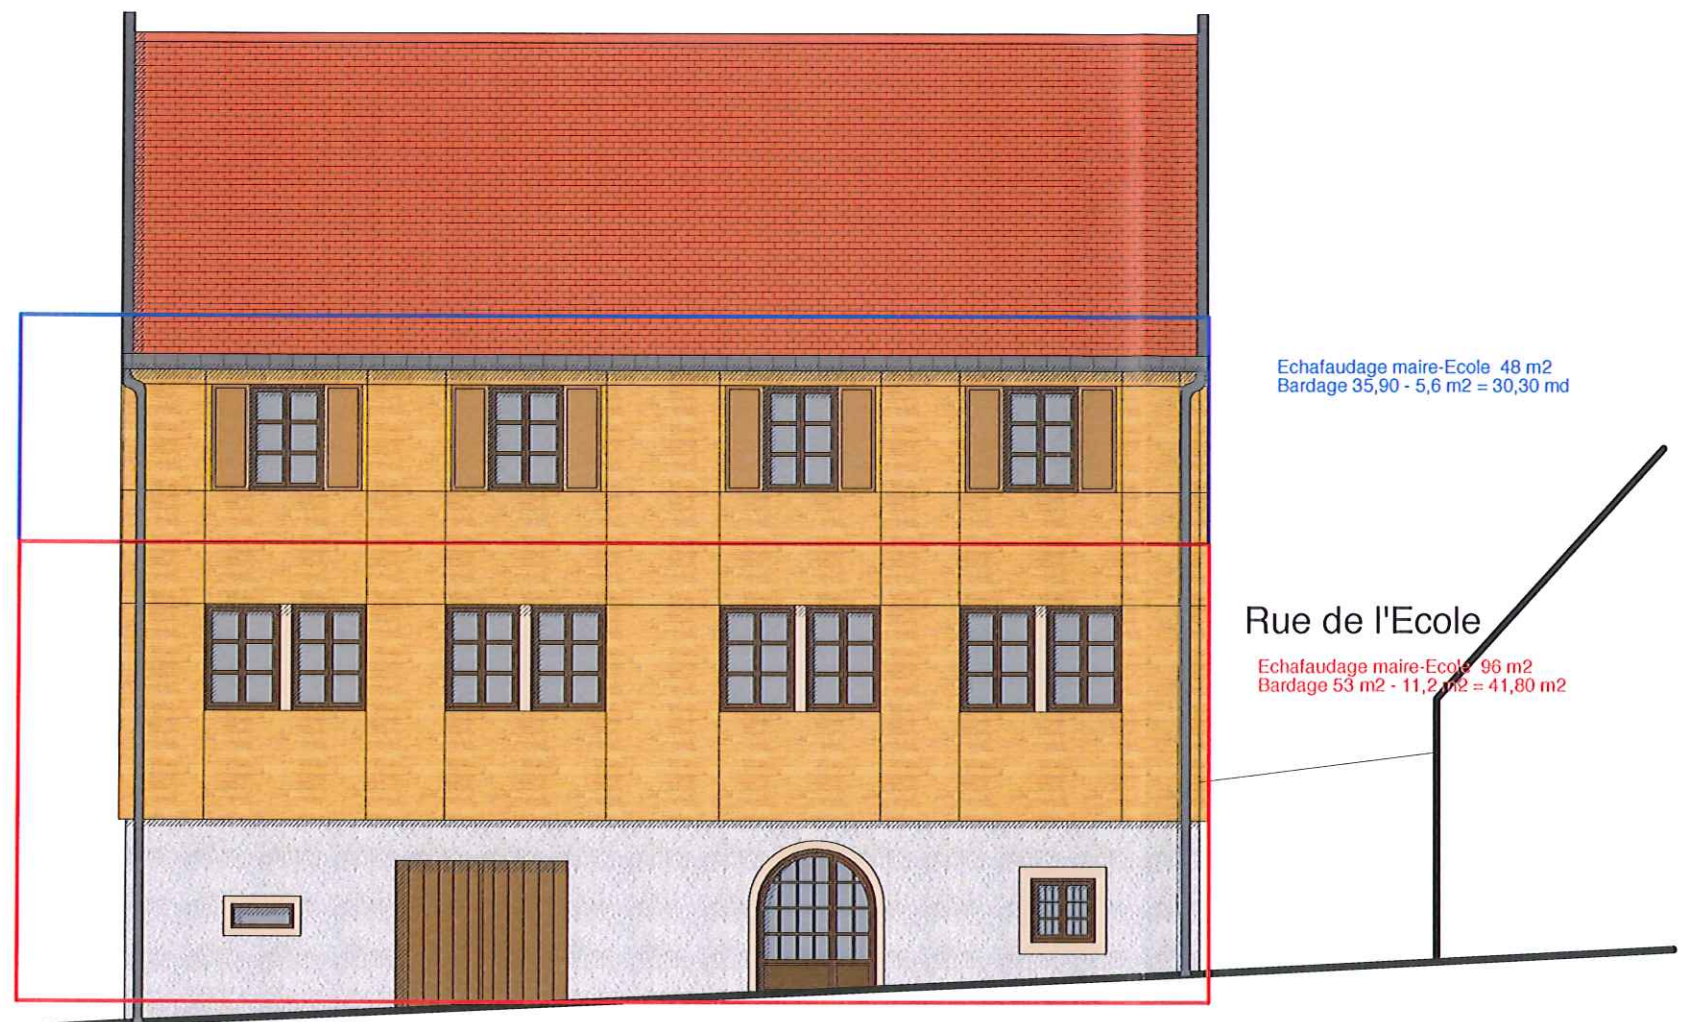 Echafaudage maire-Ecole 48 m2
Bardage 35,90 - 5,6 m2 = 30,30 md
Rue de l'Ecole
Echafaudage maire-Ecole 96 m2
Bardage 53 m2 - 11,2 m2 = 41,80 m2